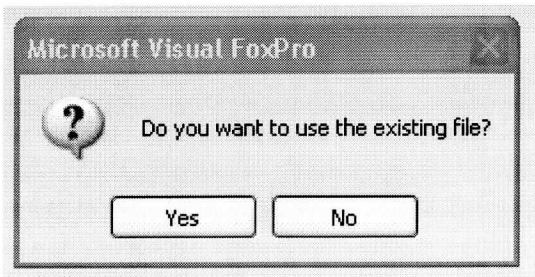 Microsoft Visual FoxPro
?
Do you want to use the existing file?
Yes
No